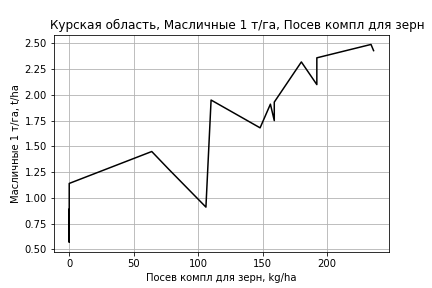 Курская область, Масличные 1 т/га, Посев компл для зерн
2.50
2.25
2.00
1.75
1.50
1.25
1.00
0.75
0.50
Масличные 1 т/га, t/ha
0 50 100 150 200
Посев компл для зерн, kg/ha